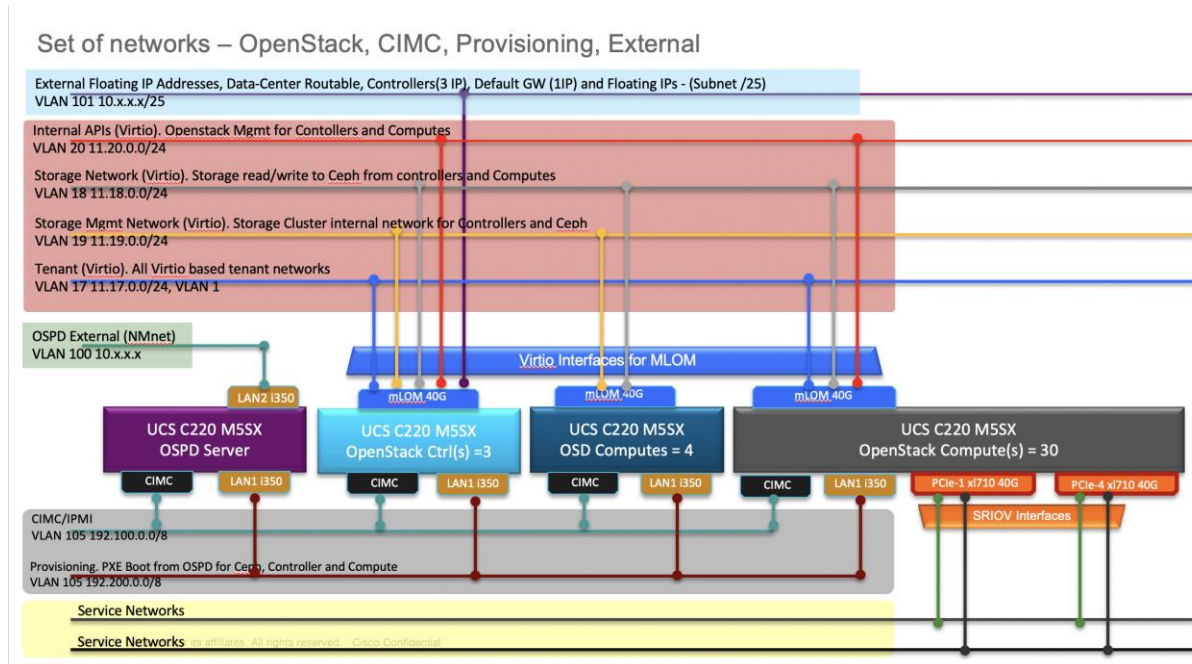 Set of networks – OpenStack, CIMC, Provisioning, External
External Floating IP Addresses, Data-Center Routable, Controllers(3 IP), Default GW (1IP) and Floating IPs - (Subnet /25)
VLAN 101 10.x.x.x/25
Internal APIs (Virtio). Openstack Mgmt for Contollers and Computes
VLAN 20 11.20.0.0/24
Storage Network (Virtio). Storage read/write to Ceph from controllers and Computes
VLAN 18 11.18.0.0/24
Storage Mgmt Network (Virtio). Storage Cluster internal network for Controllers and Ceph
VLAN 19 11.19.0.0/24
Tenant (Virtio). All Virtio based tenant networks
VLAN 17 11.17.0.0/24, VLAN 1
OSPD External (NMnet)
VLAN 100 10.x.x.x
Virtio Interfaces for MLOM
LAN2 i350
mLOM 40G
mLOM 40G
mLOM 40G
UCS C220 M5SX
OSPD Server
UCS C220 M5SX
OpenStack Ctrl(s) =3
UCS C220 M5SX
OSD Computes = 4
UCS C220 M5SX
OpenStack Compute(s) = 30
CIMC
LAN1 i350
CIMC
LAN1 i350
CIMC
LAN1 i350
CIMC
LAN1 i350
PCIe-1 xl710 40G
PCIe-4 xl710 40G
SRIOV Interfaces
CIMC/IPMI
VLAN 105 192.100.0.0/8
Provisioning. PXE Boot from OSPD for Ceph, Controller and Compute
VLAN 105 192.200.0.0/8
Service Networks
Service Networks
its affiliates. All rights reserved. Cisco Confidential